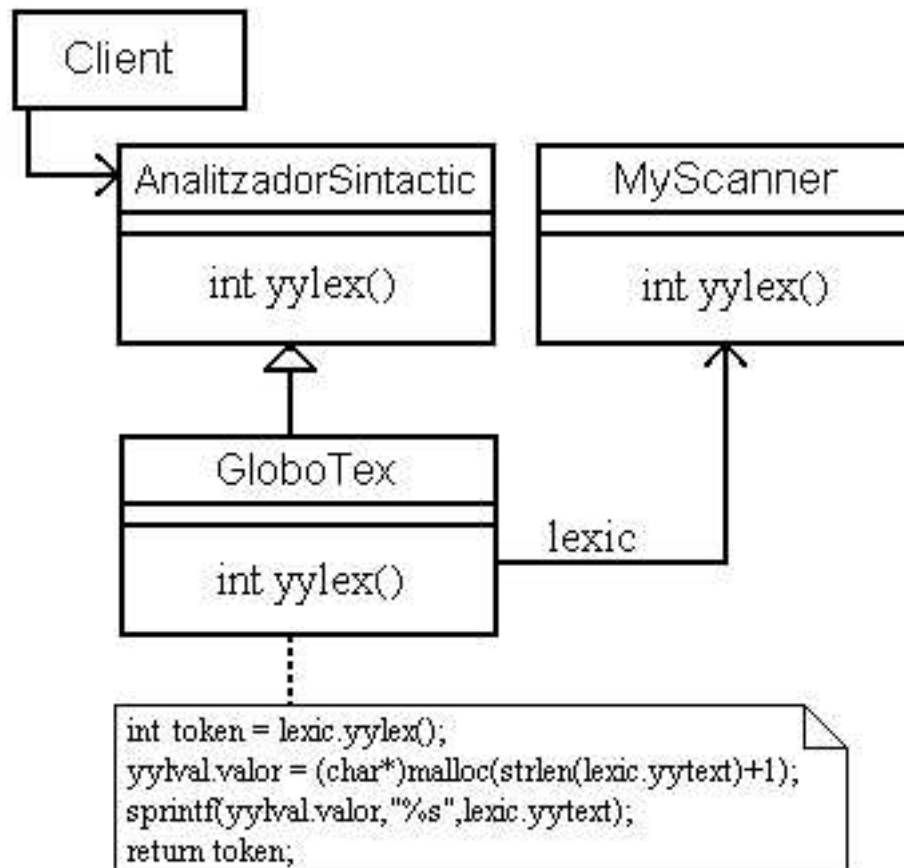 Client
AnalitzadorSintactic
int yylex()
MyScanner
int yylex()
GloboTex
int yylex()
lexic
int token = lexic.yylex();
yylval.valor = (char*)malloc(strlen(lexic.yytext)+1);
sprintf(yylval.valor,"%s",lexic.yytext);
return token;